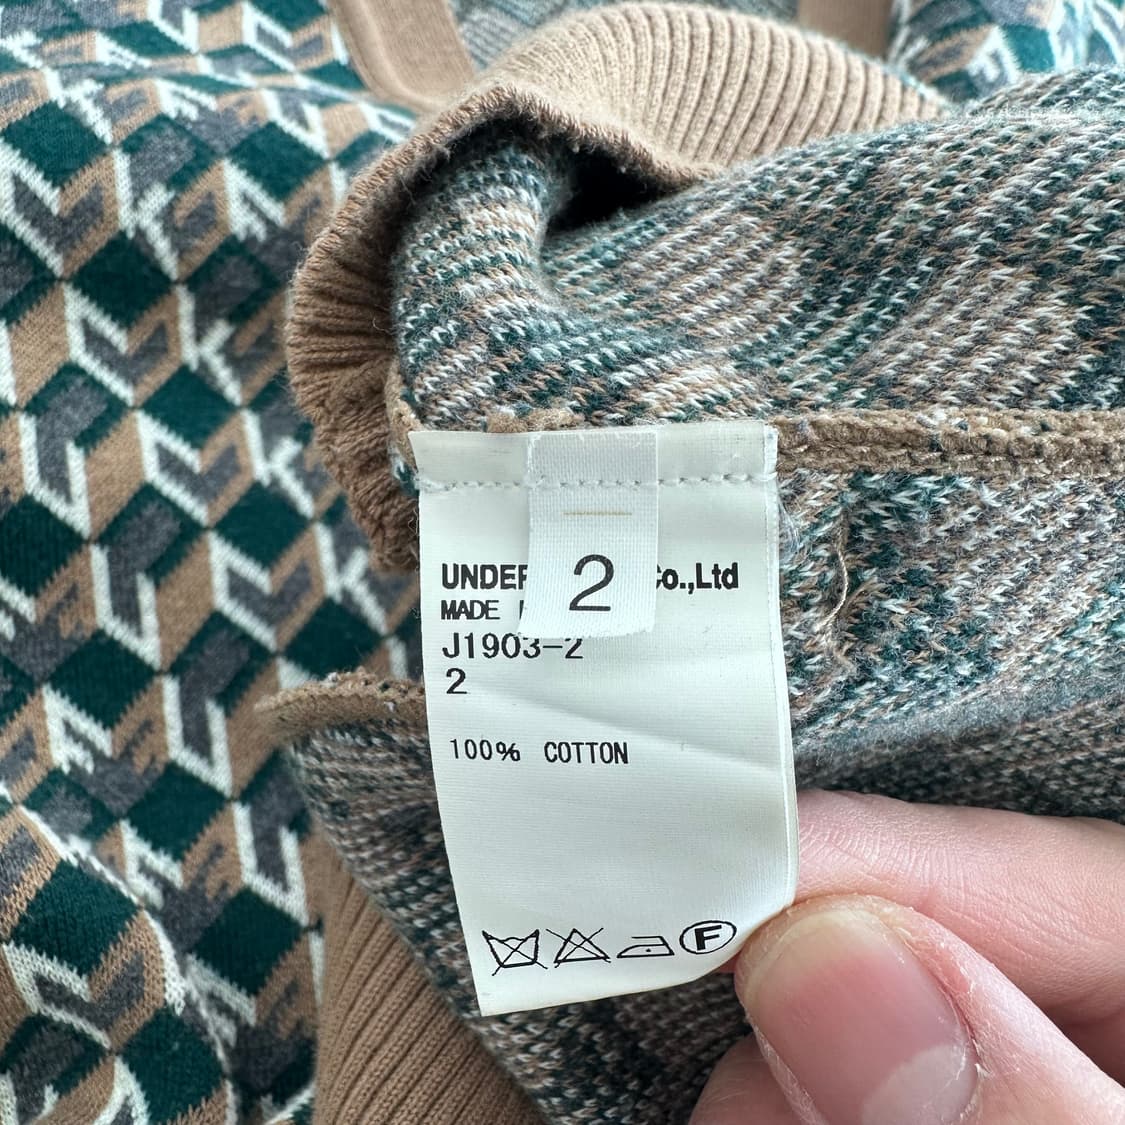 2
UNDER Co.,Ltd
MADE
J1903-2
2
100% COTTON
F